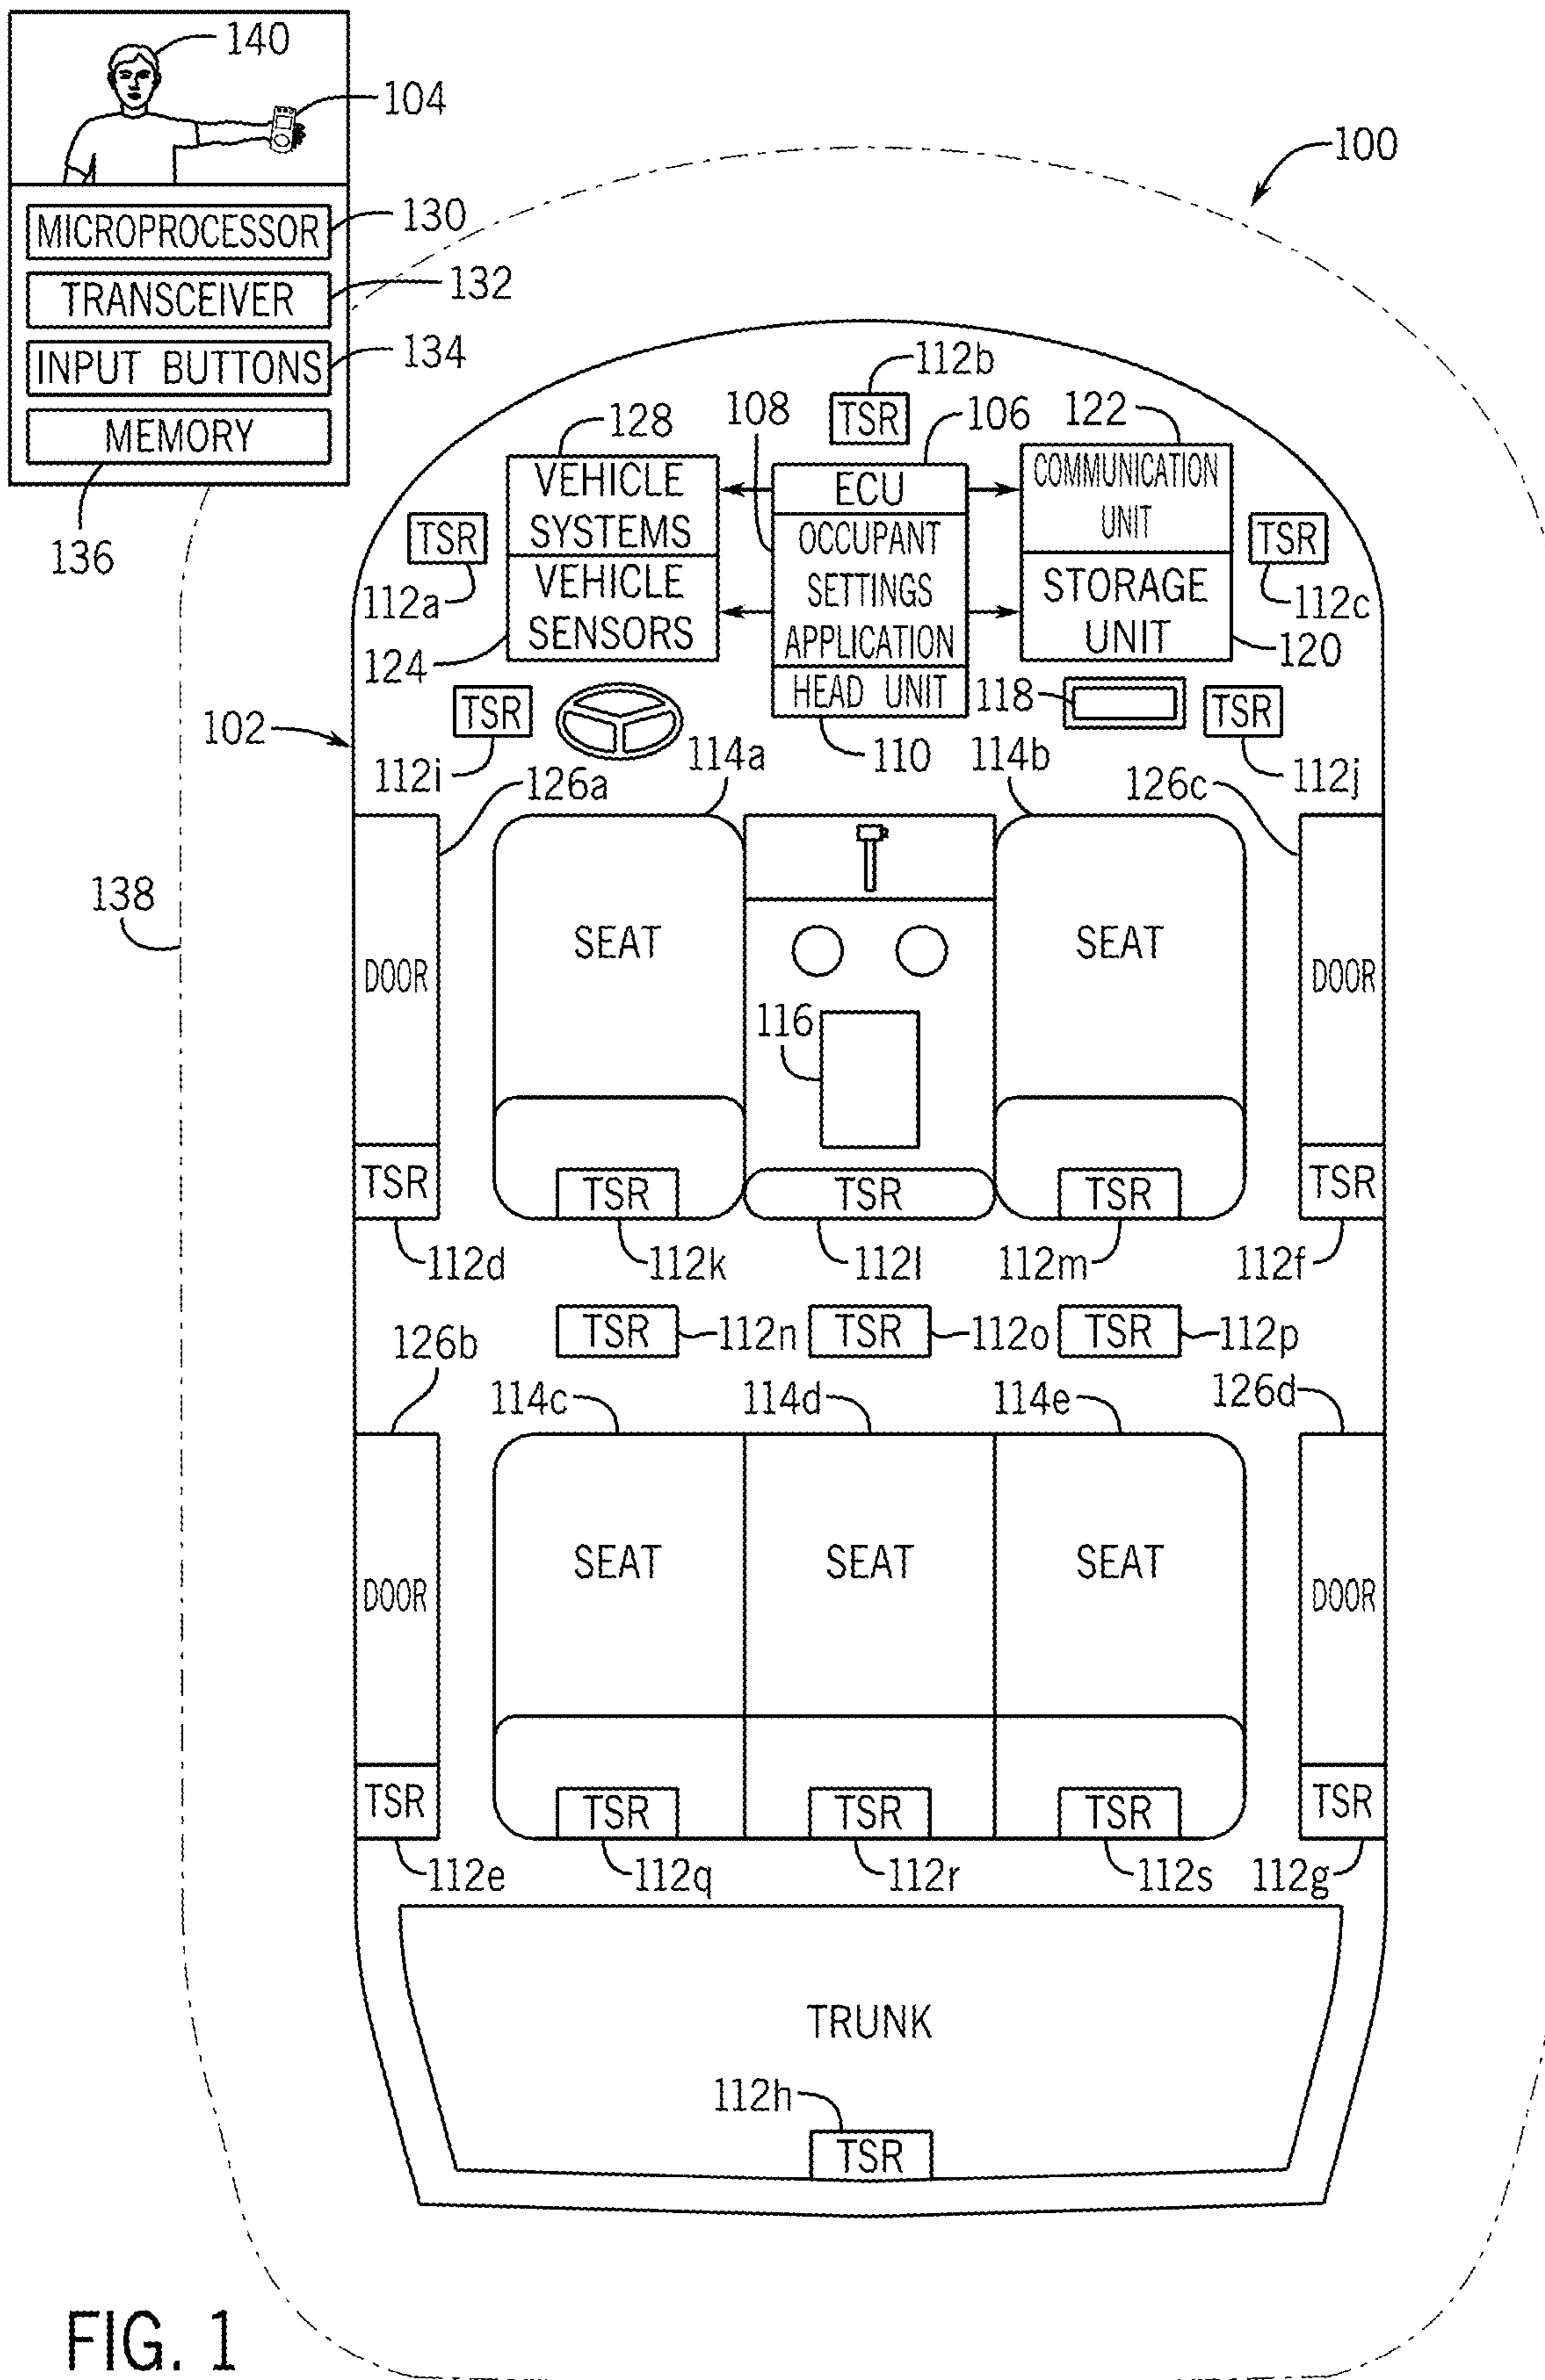 140
104
100
MICROPROCESSOR
130
TRANSCEIVER
132
INPUT BUTTONS
134
MEMORY
136
112b
TSR
108
106
128
122
VEHICLE
SYSTEMS
ECU
COMMUNICATION
UNIT
TSR
112a
OCCUPANT
SETTINGS
APPLICATION
TSR
112c
VEHICLE
SENSORS
124
STORAGE
UNIT
120
HEAD UNIT
110
118
102
TSR
112i
TSR
112j
114a
114b
126a
126c
138
DOOR
SEAT
SEAT
DOOR
116
TSR
TSR
TSR
TSR
TSR
112d
112k
112l
112m
112f
TSR
112n
TSR
112o
TSR
112p
126b
114c
114d
114e
126d
DOOR
SEAT
SEAT
SEAT
DOOR
TSR
TSR
TSR
TSR
TSR
112e
112q
112r
112s
112g
TRUNK
112h
TSR
FIG. 1